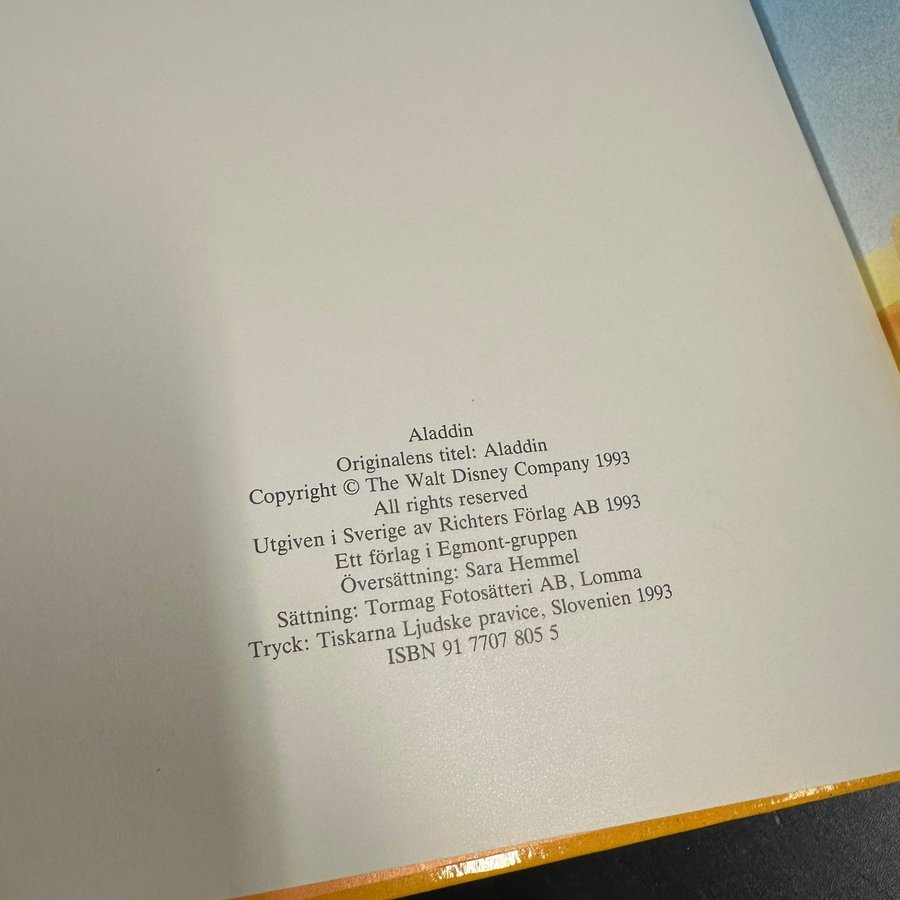 Aladdin
Originalens titel: Aladdin
Copyright © The Walt Disney Company 1993
All rights reserved
Utgiven i Sverige av Richters Förlag AB 1993
Ett förlag i Egmont-gruppen
Översättning: Sara Hemmel
Sättning: Tormag Fotosätteri AB, Lomma
Tryck: Tiskarna Ljudske pravice, Slovenien 1993
ISBN 91 7707 805 5